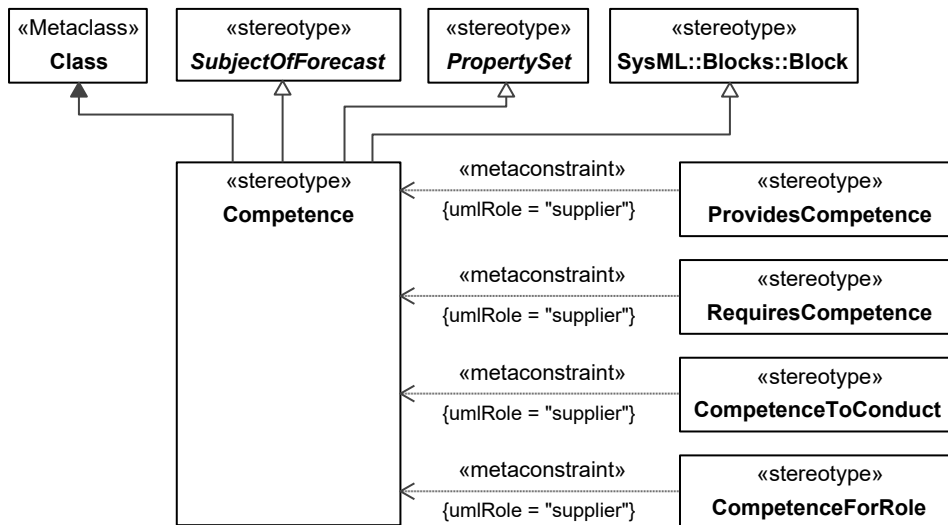 «Metaclass»
Class
«stereotype»
SubjectOfForecast
«stereotype»
PropertySet
«stereotype»
SysML::Blocks::Block
«stereotype»
Competence
«metaconstraint»
{umlRole = "supplier"}
«stereotype»
ProvidesCompetence
«metaconstraint»
{umlRole = "supplier"}
«stereotype»
RequiresCompetence
«metaconstraint»
{umlRole = "supplier"}
«stereotype»
CompetenceToConduct
«metaconstraint»
{umlRole = "supplier"}
«stereotype»
CompetenceForRole